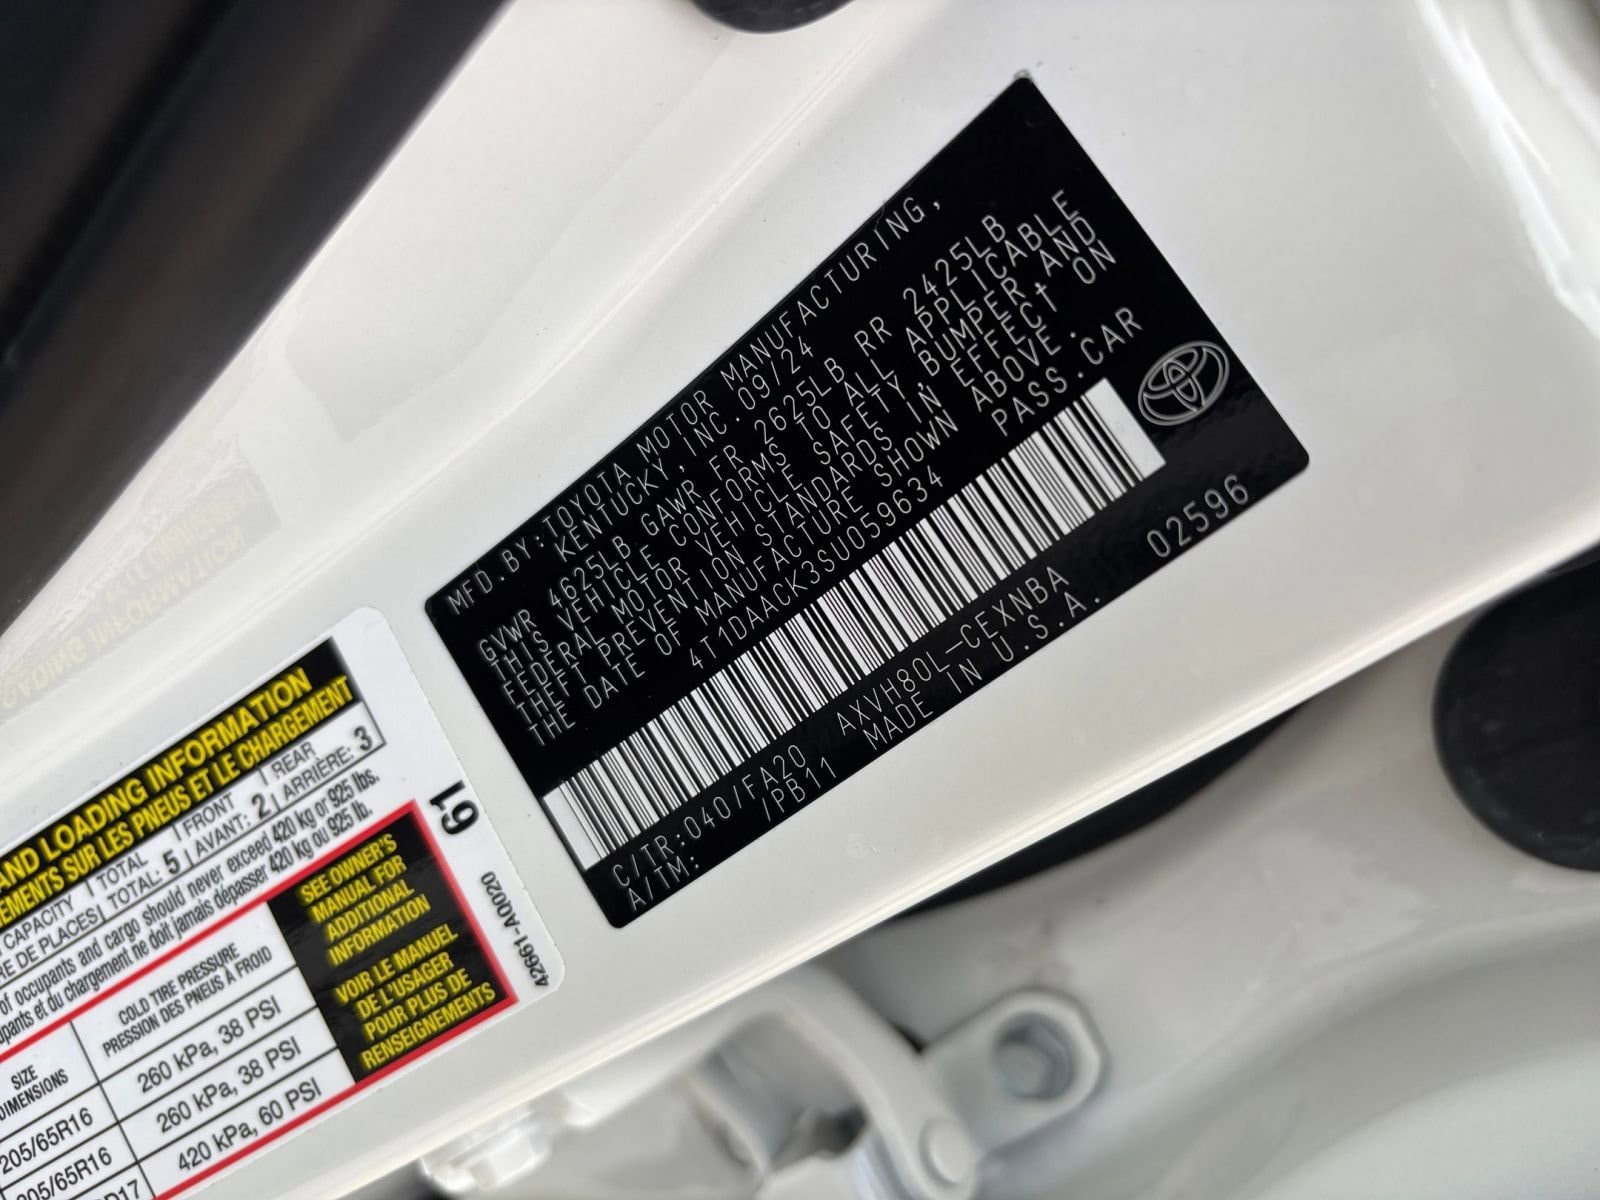 MFD.BY:TOYOTA MOTOR MANUFACTURING,
KENTUCKY,INC.09/24
GVWR 4625LB GAWR FR 2625LB RR 2425LB
THIS VEHICLE CONFORMS TO ALL APPLICABLE
FEDERAL MOTOR VEHICLE SAFETY,BUMPER AND
THEFT PREVENTION STANDARDS IN EFFECT ON
THE DATE OF MANUFACTURE SHOWN ABOVE.
4T1DAACK3SU059634 PASS.CAR
C/TR:040/FA20 AXVH80L-CEXNBA 02596
A/TM: /PB11 MADE IN U.S.A.
AND LOADING INFORMATION
SUR LES PNEUS ET LE CHARGEMENT
CAPACITY TOTAL FRONT REAR
DE PLACES TOTAL: 5 AVANT: 2 ARRIÈRE: 3
of occupants and cargo should never exceed 420 kg or 925 lbs.
et du chargement ne doit jamais dépasser 420 kg ou 925 lb.
SIZE
DIMENSIONS
COLD TIRE PRESSURE
PRESSION DES PNEUS À FROID
205/65R16 260 kPa, 38 PSI
205/65R16 260 kPa, 38 PSI
420 kPa, 60 PSI
SEE OWNER'S
MANUAL FOR
ADDITIONAL
INFORMATION
VOIR LE MANUEL
DE L'USAGER
POUR PLUS DE
RENSEIGNEMENTS
61
42661-AQ020